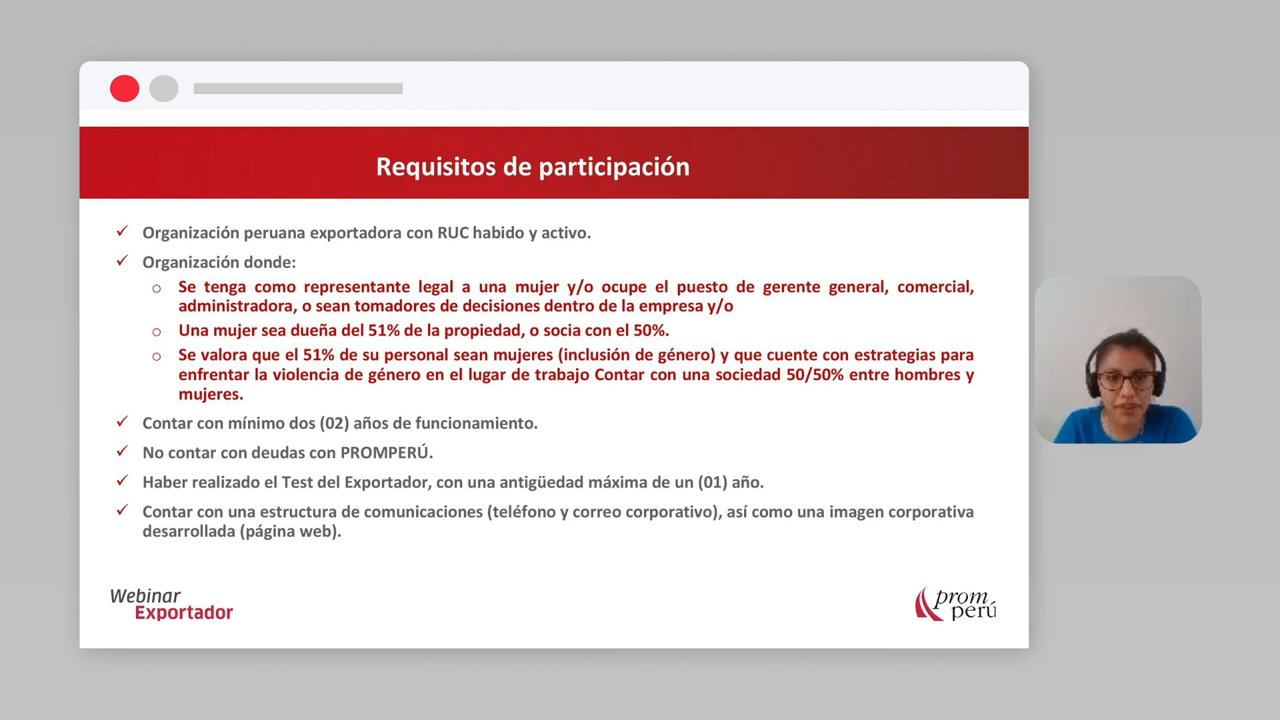 Requisitos de participación
✓ Organización peruana exportadora con RUC habido y activo.
✓ Organización donde:
o Se tenga como representante legal a una mujer y/o ocupe el puesto de gerente general, comercial,
administradora, o sean tomadores de decisiones dentro de la empresa y/o
o Una mujer sea dueña del 51% de la propiedad, o socia con el 50%.
o Se valora que el 51% de su personal sean mujeres (inclusión de género) y que cuente con estrategias para
enfrentar la violencia de género en el lugar de trabajo Contar con una sociedad 50/50% entre hombres y
mujeres.
✓ Contar con mínimo dos (02) años de funcionamiento.
✓ No contar con deudas con PROMPERÚ.
✓ Haber realizado el Test del Exportador, con una antigüedad máxima de un (01) año.
✓ Contar con una estructura de comunicaciones (teléfono y correo corporativo), así como una imagen corporativa
desarrollada (página web).
Webinar
Exportador
prom
perú